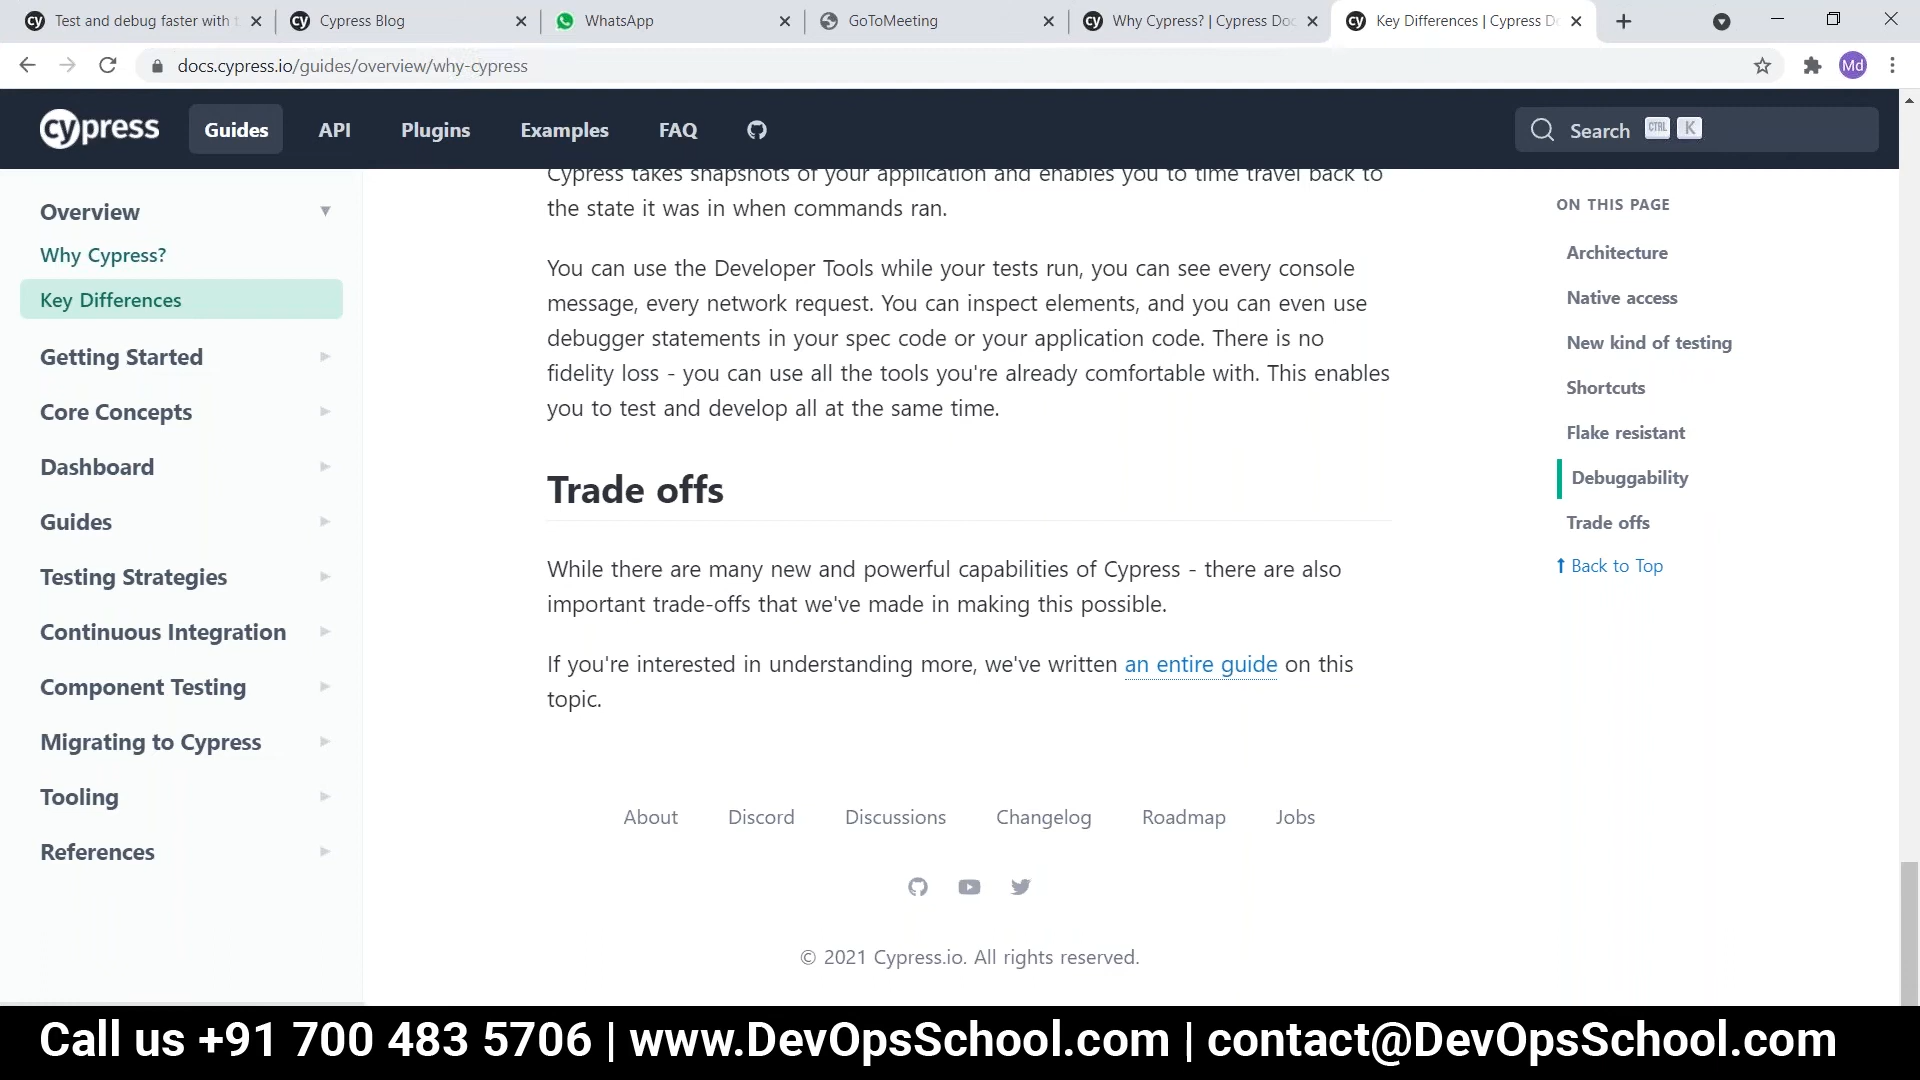 Test and debug faster with
Cypress Blog
WhatsApp
GoToMeeting
Why Cypress? | Cypress Doc
Key Differences | Cypress D
docs.cypress.io/guides/overview/why-cypress
Md
cypress
Guides
API
Plugins
Examples
FAQ
Search CTRL K
Overview
Why Cypress?
Key Differences
Getting Started
Core Concepts
Dashboard
Guides
Testing Strategies
Continuous Integration
Component Testing
Migrating to Cypress
Tooling
References
Cypress takes snapshots of your application and enables you to time travel back to
the state it was in when commands ran.
You can use the Developer Tools while your tests run, you can see every console
message, every network request. You can inspect elements, and you can even use
debugger statements in your spec code or your application code. There is no
fidelity loss - you can use all the tools you're already comfortable with. This enables
you to test and develop all at the same time.
Trade offs
While there are many new and powerful capabilities of Cypress - there are also
important trade-offs that we've made in making this possible.
If you're interested in understanding more, we've written an entire guide on this
topic.
About
Discord
Discussions
Changelog
Roadmap
Jobs
© 2021 Cypress.io. All rights reserved.
ON THIS PAGE
Architecture
Native access
New kind of testing
Shortcuts
Flake resistant
Debuggability
Trade offs
Back to Top
Call us +91 700 483 5706 | www.DevOpsSchool.com | contact@DevOpsSchool.com